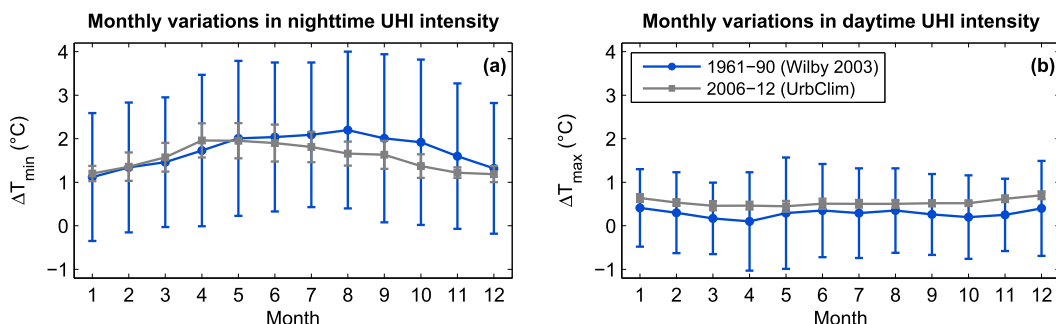 Monthly variations in nighttime UHI intensity
(a)
ΔTmin (°C)
4
3
2
1
0
−1
1 2 3 4 5 6 7 8 9 10 11 12
Month
Monthly variations in daytime UHI intensity
1961−90 (Wilby 2003)
2006−12 (UrbClim)
(b)
ΔTmax (°C)
4
3
2
1
0
−1
1 2 3 4 5 6 7 8 9 10 11 12
Month